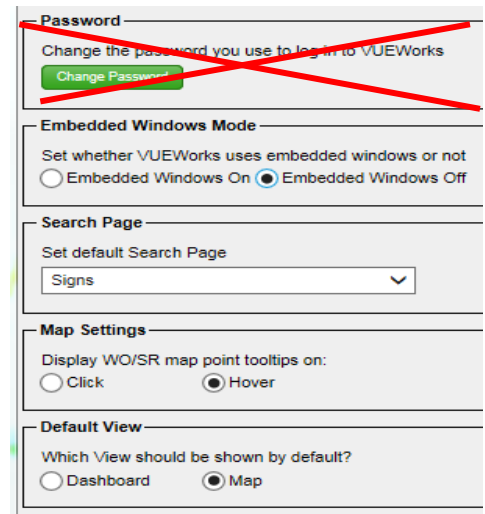 Password
Change the password you use to log in to VUEWorks
Change Password
Embedded Windows Mode
Set whether VUEWorks uses embedded windows or not
Embedded Windows On Embedded Windows Off
Search Page
Set default Search Page
Signs
Map Settings
Display WO/SR map point tooltips on:
Click Hover
Default View
Which View should be shown by default?
Dashboard Map